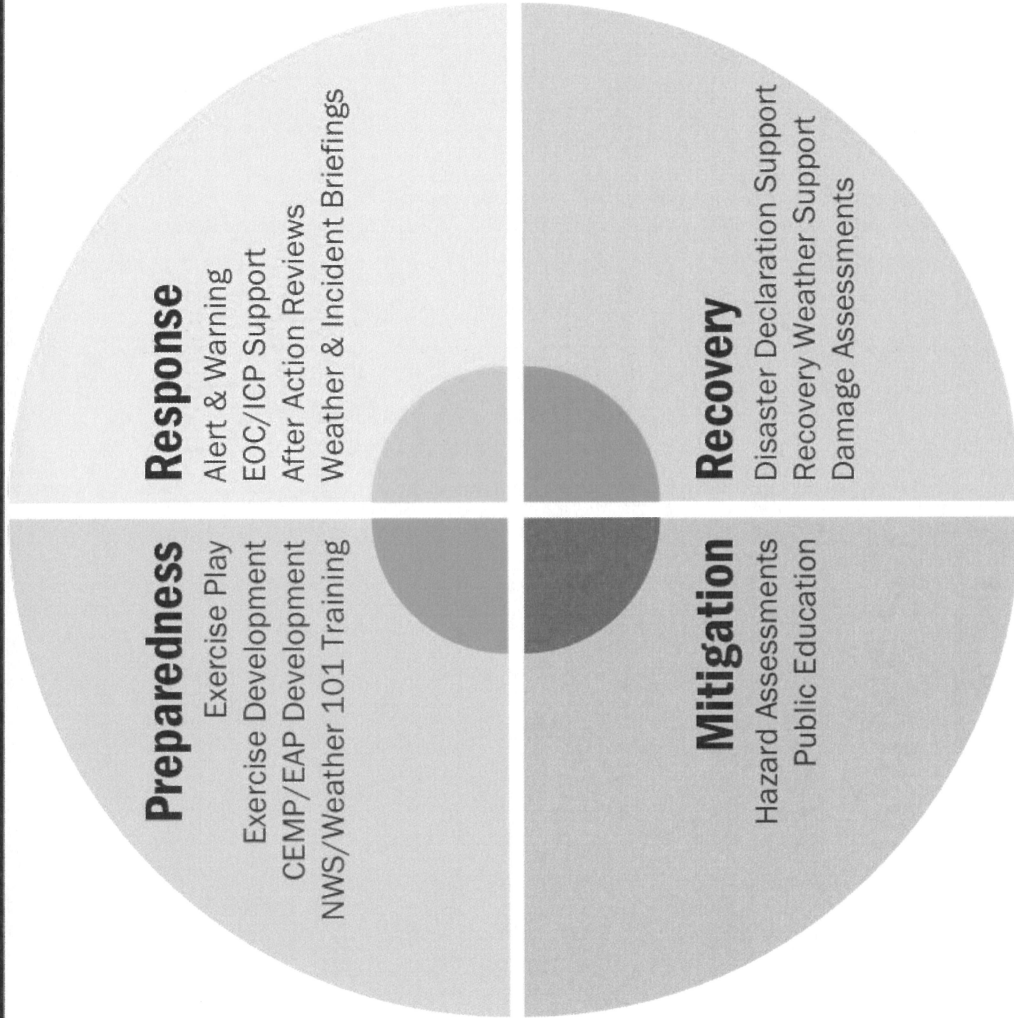 Preparedness
Exercise Play
Exercise Development
CEMP/EAP Development
NWS/Weather 101 Training
Response
Alert & Warning
EOC/ICP Support
After Action Reviews
Weather & Incident Briefings
Mitigation
Hazard Assessments
Public Education
Recovery
Disaster Declaration Support
Recovery Weather Support
Damage Assessments